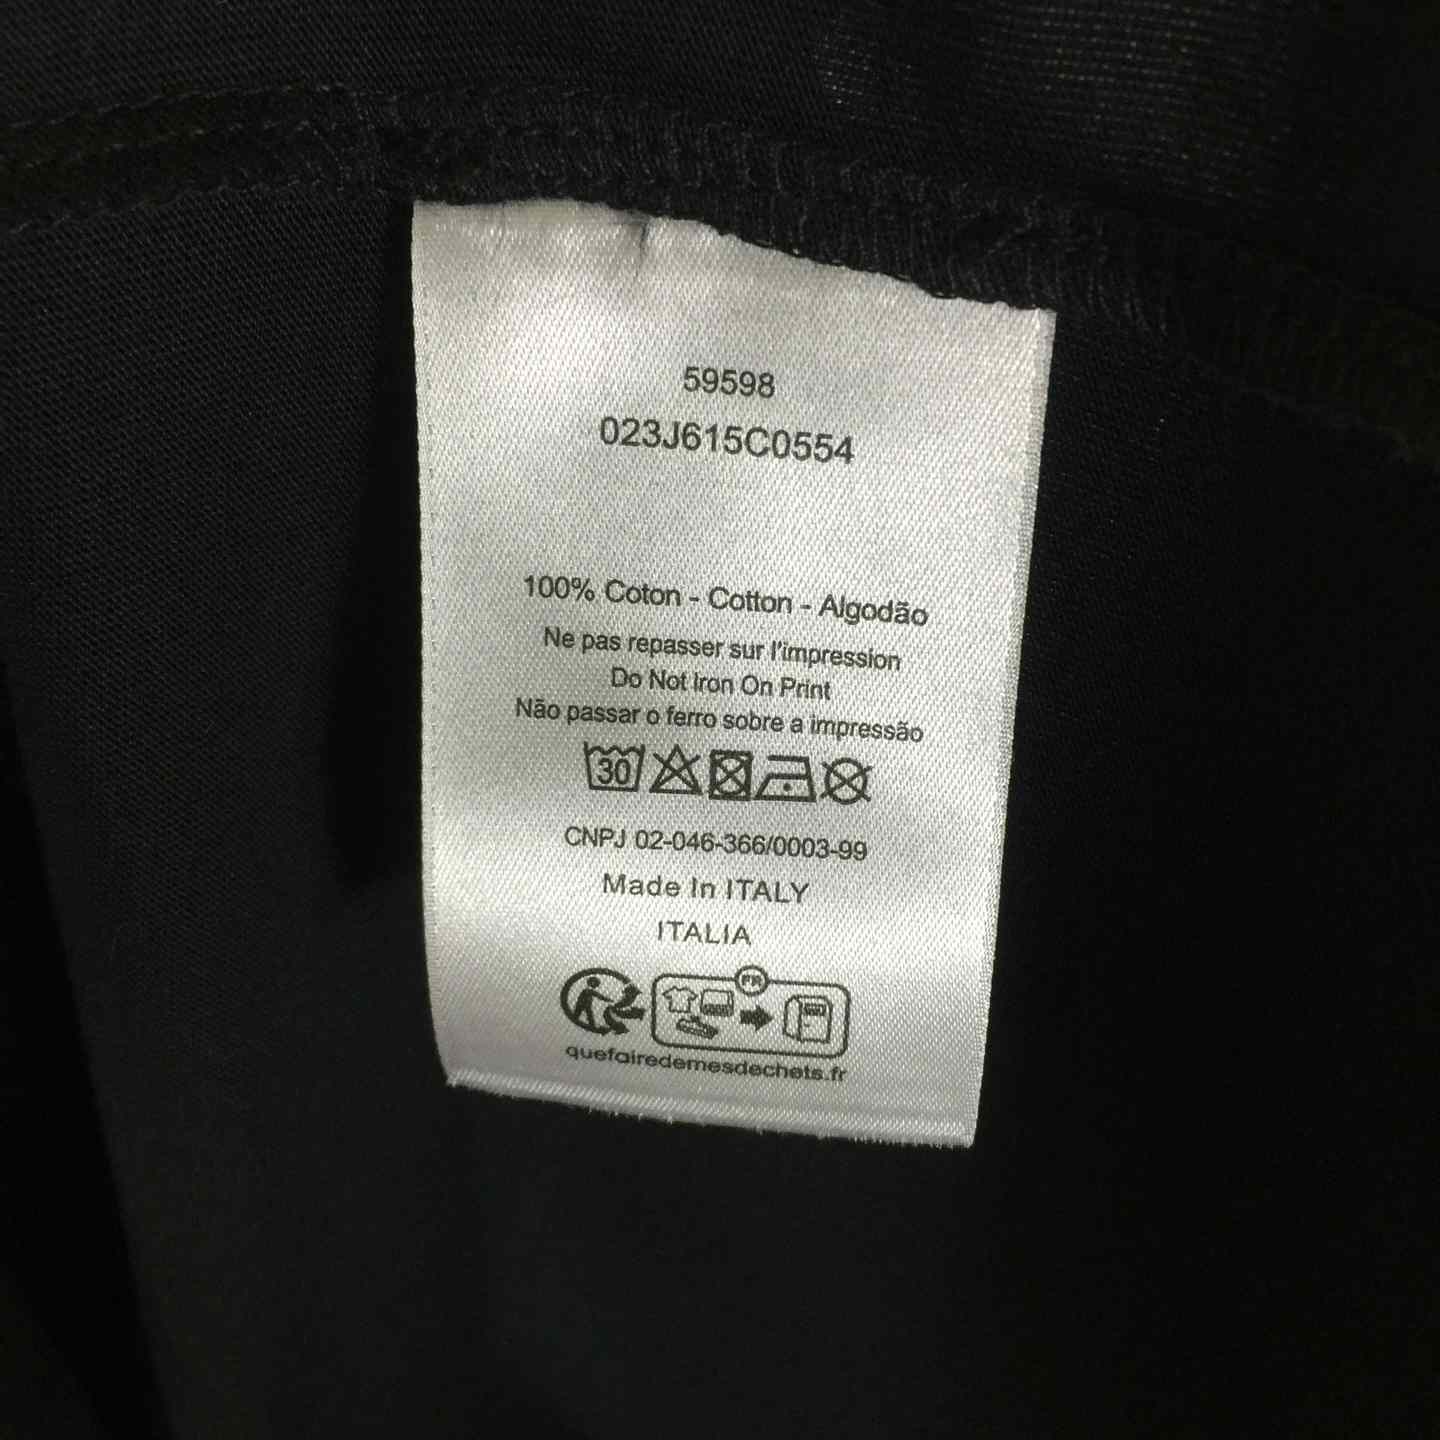 59598
023J615C0554
100% Coton - Cotton - Algodão
Ne pas repasser sur l'impression
Do Not Iron On Print
Não passar o ferro sobre a impressão
30
CNPJ 02-046-366/0003-99
Made In ITALY
ITALIA
FR
quefairedemesdechets.fr